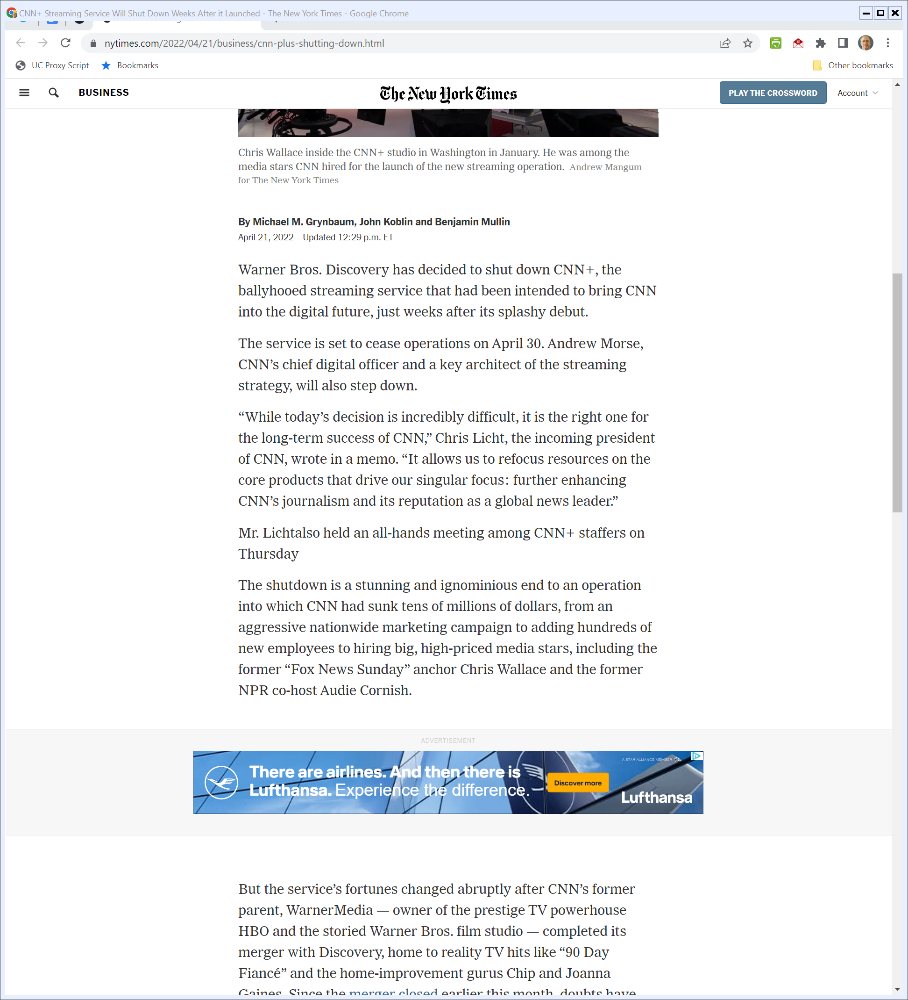 CNN+ Streaming Service Will Shut Down Weeks After it Launched - The New York Times - Google Chrome
nytimes.com/2022/04/21/business/cnn-plus-shutting-down.html
UC Proxy Script
Bookmarks
Other bookmarks
BUSINESS
The New York Times
PLAY THE CROSSWORD
Account
Chris Wallace inside the CNN+ studio in Washington in January. He was among the
media stars CNN hired for the launch of the new streaming operation. Andrew Mangum
for The New York Times
By Michael M. Grynbaum, John Koblin and Benjamin Mullin
April 21, 2022 Updated 12:29 p.m. ET
Warner Bros. Discovery has decided to shut down CNN+, the
ballyhooed streaming service that had been intended to bring CNN
into the digital future, just weeks after its splashy debut.
The service is set to cease operations on April 30. Andrew Morse,
CNN’s chief digital officer and a key architect of the streaming
strategy, will also step down.
“While today’s decision is incredibly difficult, it is the right one for
the long-term success of CNN,” Chris Licht, the incoming president
of CNN, wrote in a memo. “It allows us to refocus resources on the
core products that drive our singular focus: further enhancing
CNN’s journalism and its reputation as a global news leader.”
Mr. Lichtalso held an all-hands meeting among CNN+ staffers on
Thursday
The shutdown is a stunning and ignominious end to an operation
into which CNN had sunk tens of millions of dollars, from an
aggressive nationwide marketing campaign to adding hundreds of
new employees to hiring big, high-priced media stars, including the
former “Fox News Sunday” anchor Chris Wallace and the former
NPR co-host Audie Cornish.
ADVERTISEMENT
A STAR ALLIANCE MEMBER
There are airlines. And then there is
Lufthansa. Experience the difference.
Discover more
Lufthansa
But the service’s fortunes changed abruptly after CNN’s former
parent, WarnerMedia — owner of the prestige TV powerhouse
HBO and the storied Warner Bros. film studio — completed its
merger with Discovery, home to reality TV hits like “90 Day
Fiancé” and the home-improvement gurus Chip and Joanna
Gaines. Since the merger closed earlier this month, doubts have